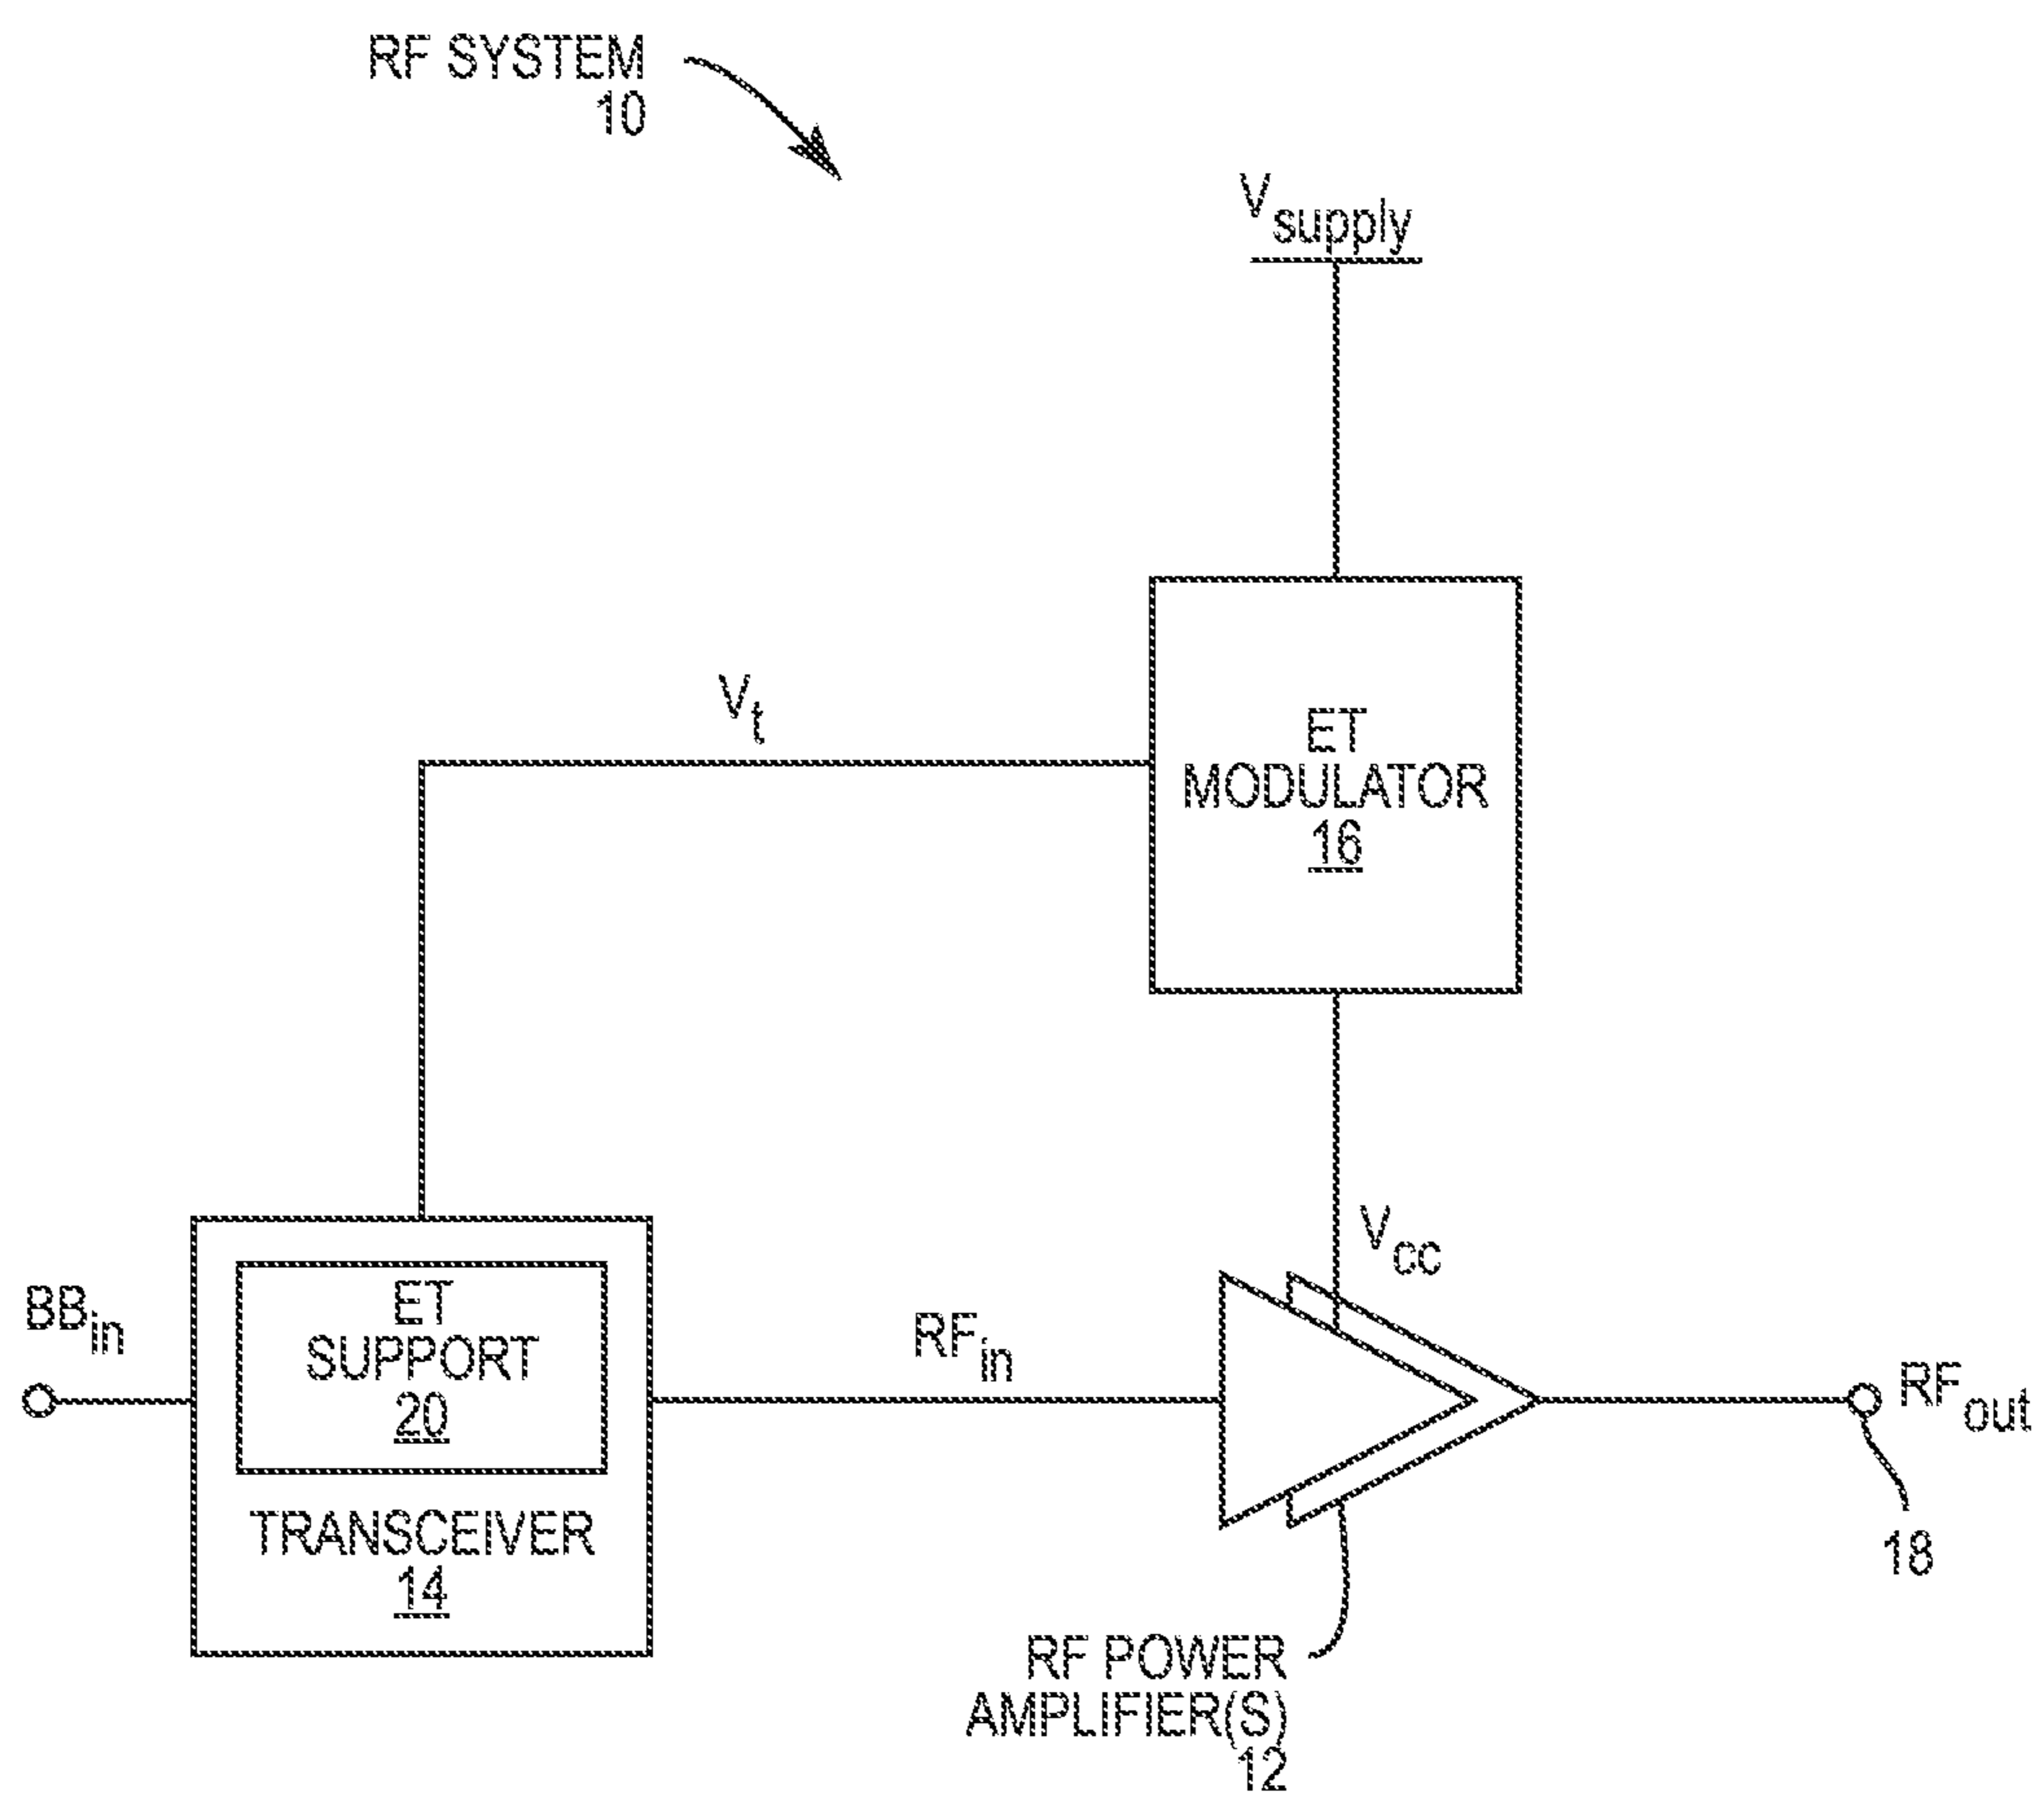 RF SYSTEM
10
Vsupply
Vt
ET
MODULATOR
16
Vcc
BBin
ET
SUPPORT
20
TRANSCEIVER
14
RFin
RFout
18
RF POWER
AMPLIFIER(S)
12